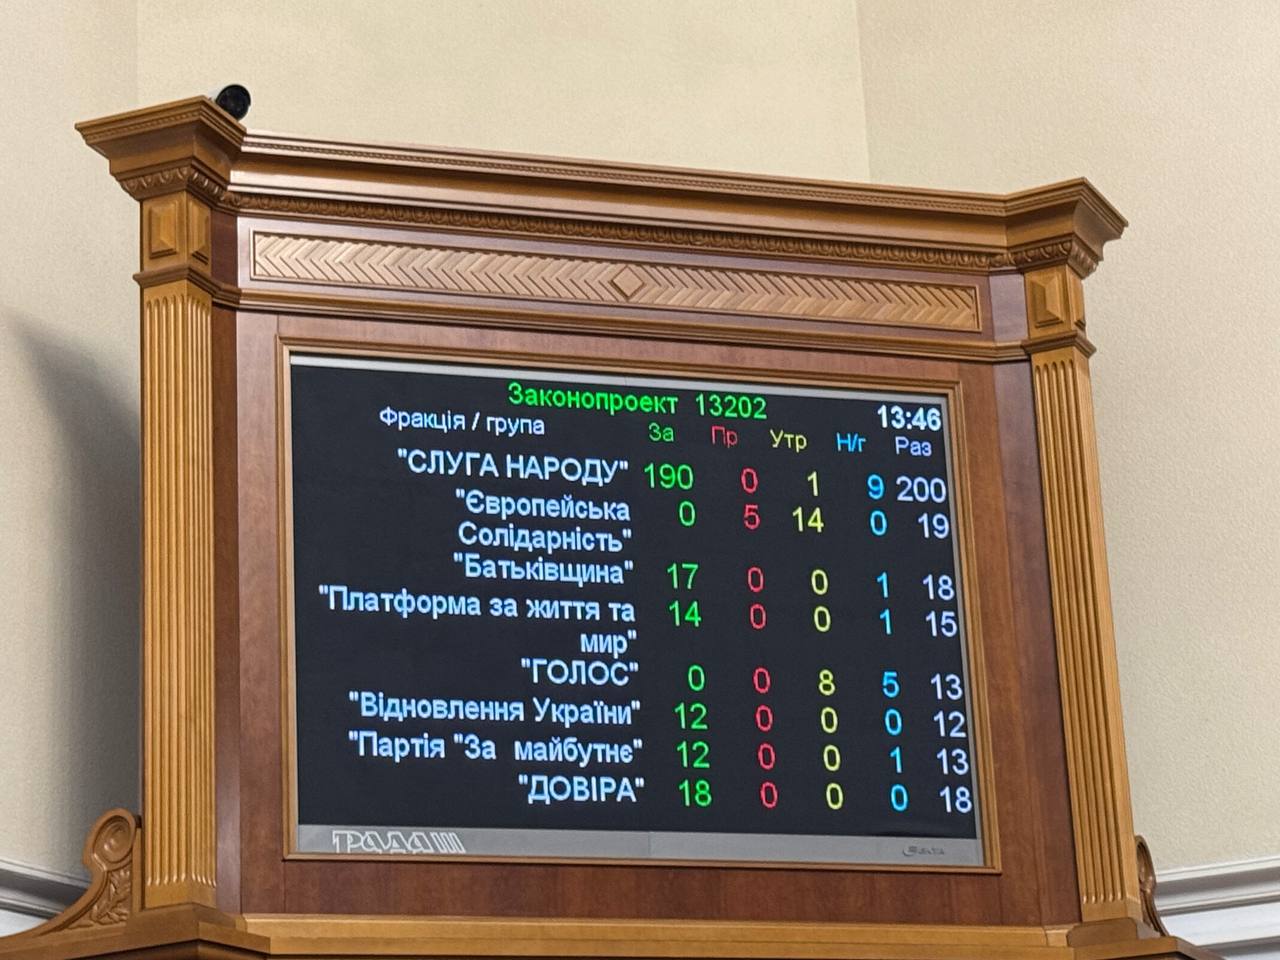 Законопроект 13202
13:46
Фракція / група За Пр Утр Н/г Раз
"СЛУГА НАРОДУ" 190 0 1 9 200
"Європейська 0 5 14 0 19
Солідарність"
"Батьківщина" 17 0 0 1 18
"Платформа за життя та 14 0 0 1 15
мир"
"ГОЛОС" 0 0 8 5 13
"Відновлення України" 12 0 0 0 12
"Партія "За майбутнє" 12 0 0 1 13
"ДОВІРА" 18 0 0 0 18
РАДА III